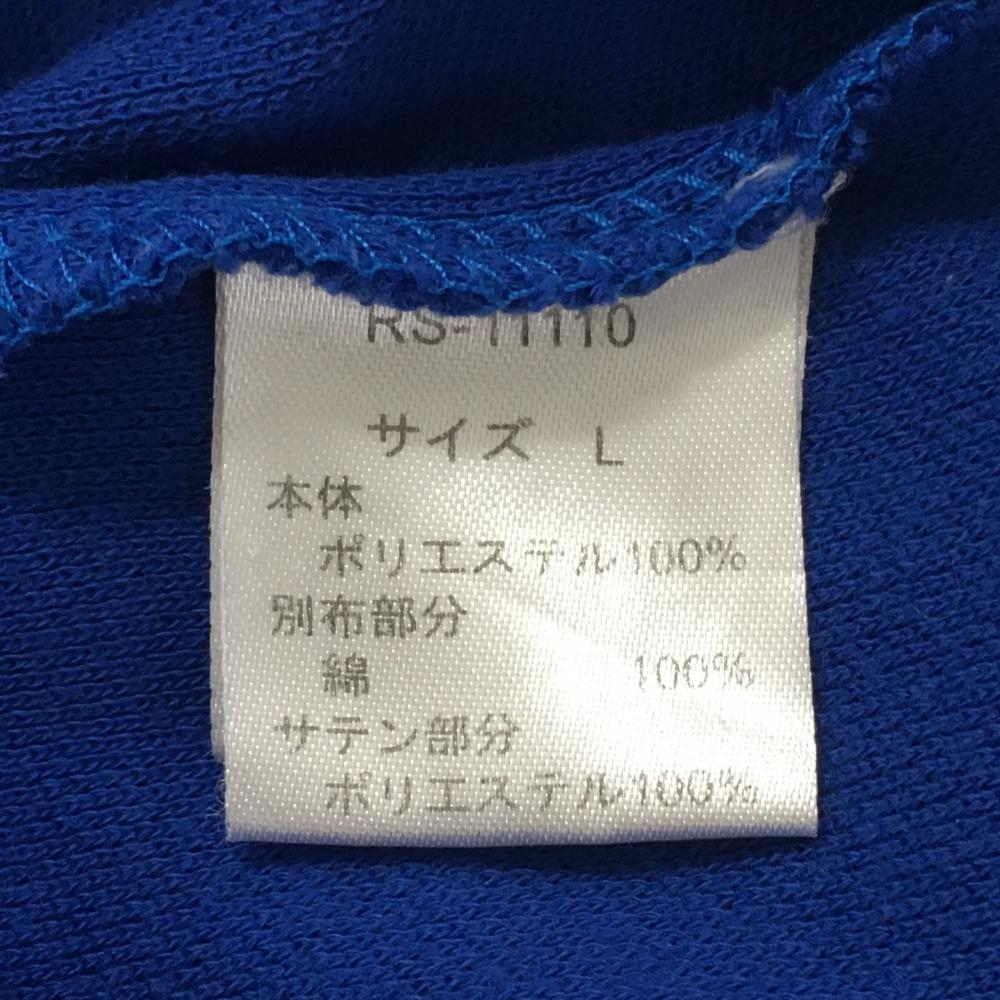 RS-11110
サイズ L
本体
ポリエステル100%
別布部分
綿 100%
サテン部分
ポリエステル100%